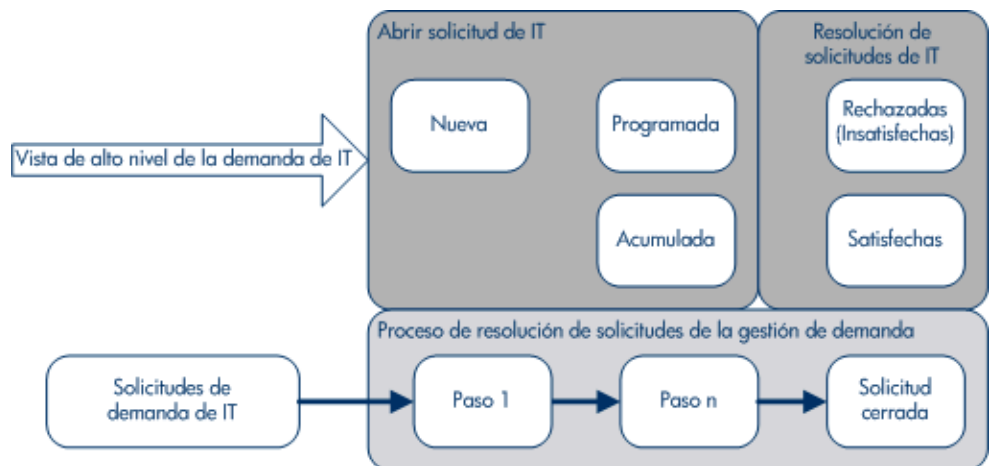 Abrir solicitud de IT
Resolución de
solicitudes de IT
Nueva
Programada
Rechazadas
(Insatisfechas)
Vista de alto nivel de la demanda de IT
Acumulada
Satisfechas
Proceso de resolución de solicitudes de la gestión de demanda
Solicitudes de
demanda de IT
Paso 1
Paso n
Solicitud
cerrada